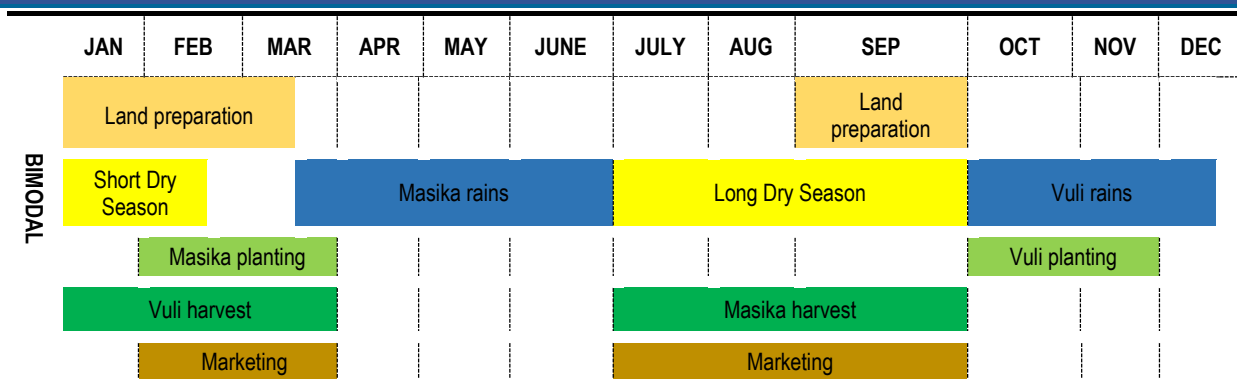 JAN FEB MAR APR MAY JUNE JULY AUG SEP OCT NOV DEC
BIMODAL
Land preparation
Land
preparation
Short Dry
Season
Masika rains
Long Dry Season
Vuli rains
Masika planting
Vuli planting
Vuli harvest
Masika harvest
Marketing
Marketing